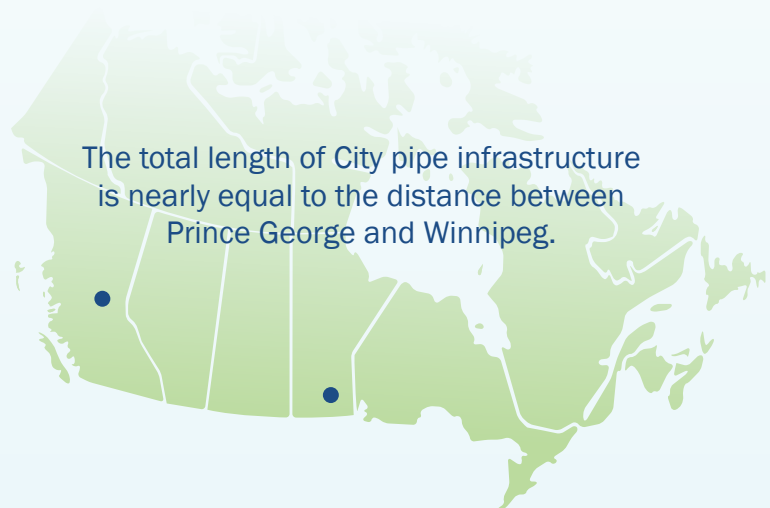 The total length of City pipe infrastructure
is nearly equal to the distance between
Prince George and Winnipeg.